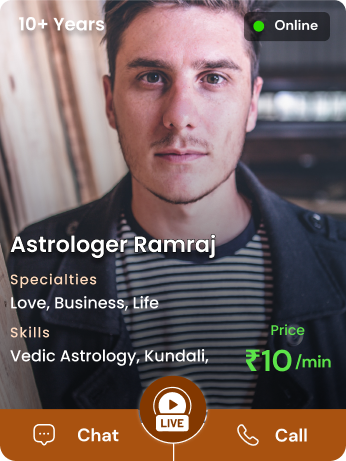 10+ Years
Online
Astrologer Ramraj
Specialties
Love, Business, Life
Skills
Vedic Astrology, Kundali,
Price
₹10/min
LIVE
Chat
Call